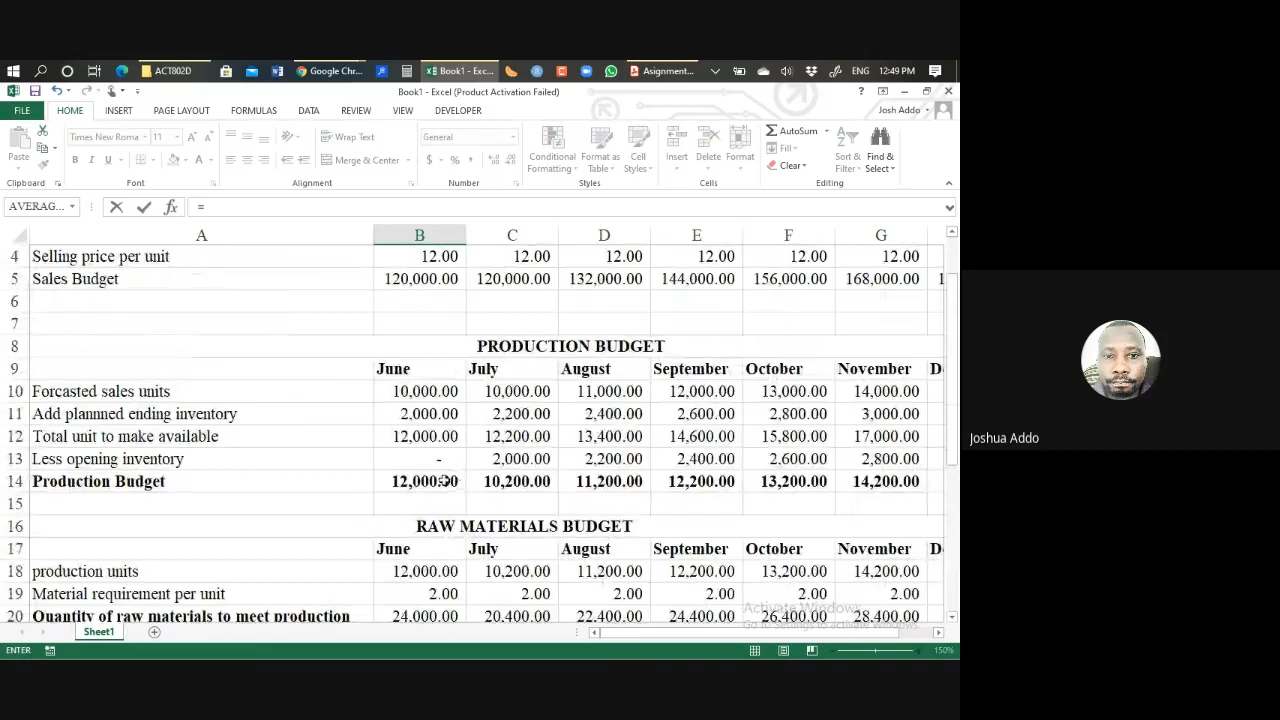 ACT802D Google Chr... Book1 - Exc... Asignment... ENG 12:49 PM
Book1 - Excel (Product Activation Failed)
FILE HOME INSERT PAGE LAYOUT FORMULAS DATA REVIEW VIEW DEVELOPER Josh Addo
Paste Times New Roma 11 Wrap Text General Conditional Formatting Format as Table Cell Styles Insert Delete Format AutoSum Fill Clear Sort & Filter Find & Select
B I U Merge & Center $ % ,
Clipboard Font Alignment Number Styles Cells Editing
AVERAG... =
A B C D E F G
4 Selling price per unit 12.00 12.00 12.00 12.00 12.00 12.00
5 Sales Budget 120,000.00 120,000.00 132,000.00 144,000.00 156,000.00 168,000.00 1
6
7
8 PRODUCTION BUDGET
9 June July August September October November D
10 Forcasted sales units 10,000.00 10,000.00 11,000.00 12,000.00 13,000.00 14,000.00
11 Add plannned ending inventory 2,000.00 2,200.00 2,400.00 2,600.00 2,800.00 3,000.00
12 Total unit to make available 12,000.00 12,200.00 13,400.00 14,600.00 15,800.00 17,000.00
13 Less opening inventory - 2,000.00 2,200.00 2,400.00 2,600.00 2,800.00
14 Production Budget 12,000.00 10,200.00 11,200.00 12,200.00 13,200.00 14,200.00
15
16 RAW MATERIALS BUDGET
17 June July August September October November D
18 production units 12,000.00 10,200.00 11,200.00 12,200.00 13,200.00 14,200.00
19 Material requirement per unit 2.00 2.00 2.00 2.00 2.00 2.00
20 Quantity of raw materials to meet production 24,000.00 20,400.00 22,400.00 24,400.00 26,400.00 28,400.00
Activate Windows
Go to Settings to activate Windows.
Sheet1
ENTER 150%
Joshua Addo